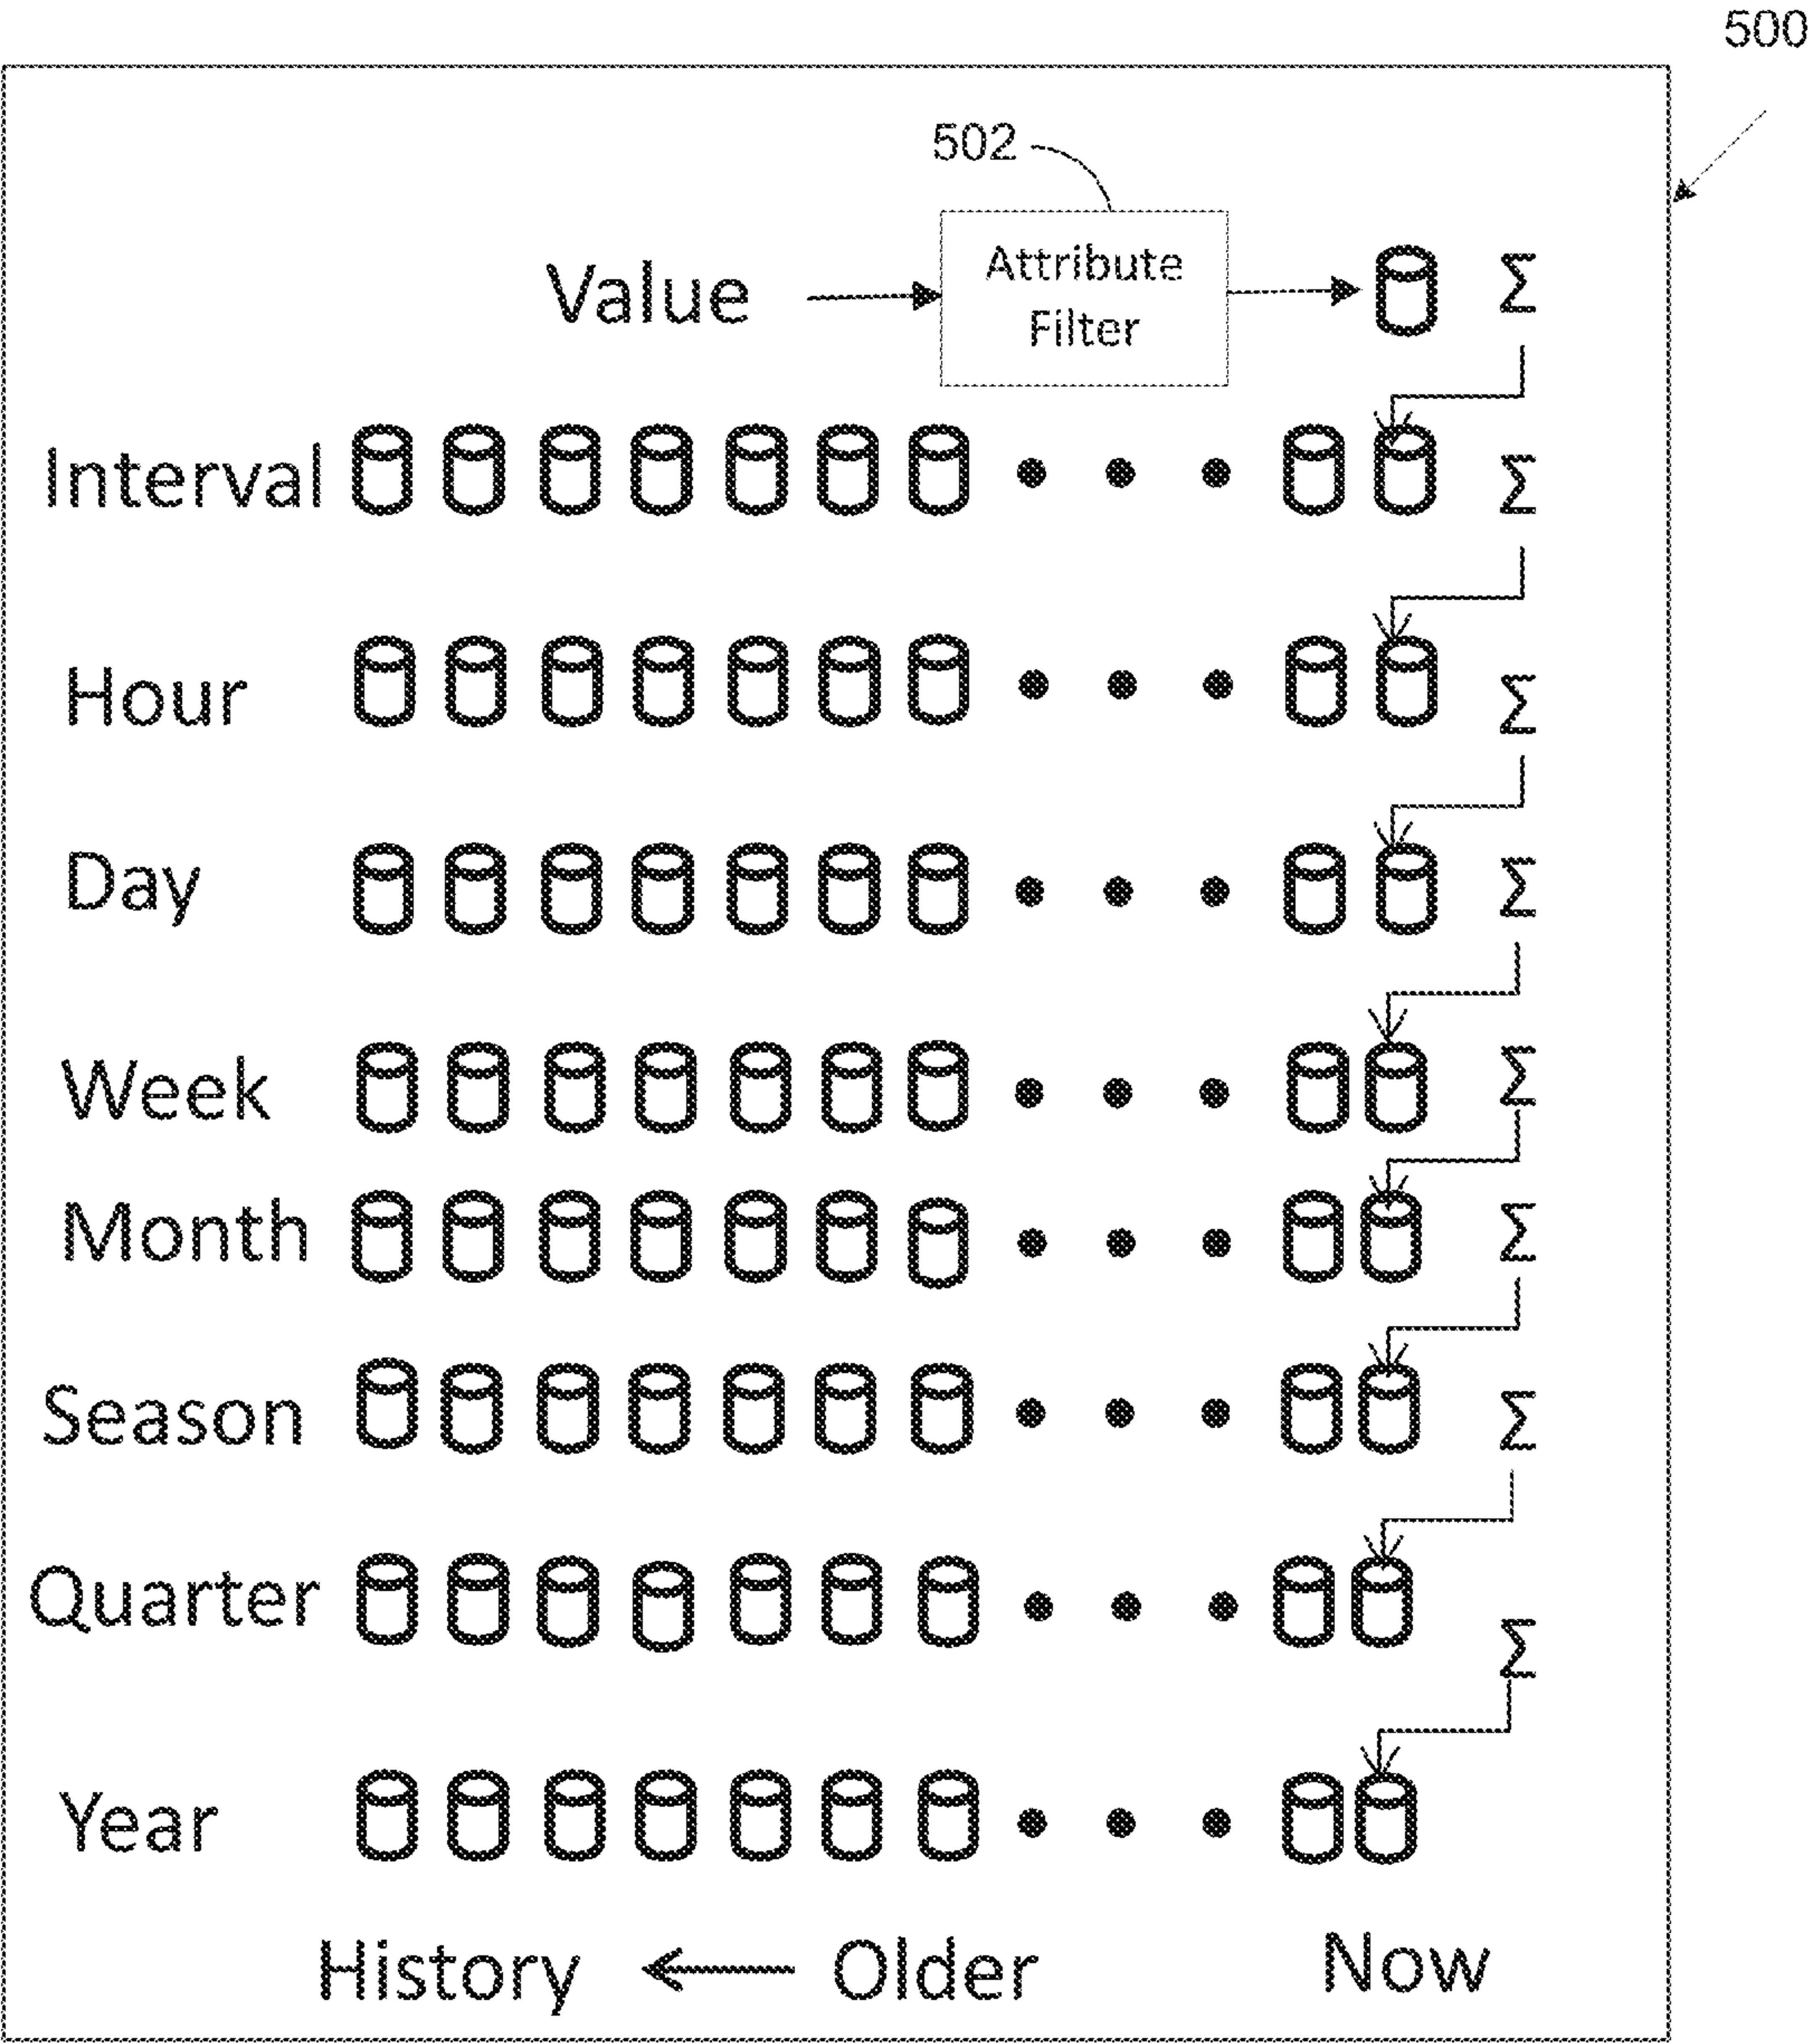 500
502
Value
Attribute
Filter
Σ
Interval
Σ
Hour
Σ
Day
Σ
Week
Σ
Month
Σ
Season
Σ
Quarter
Σ
Year
History ← Older Now